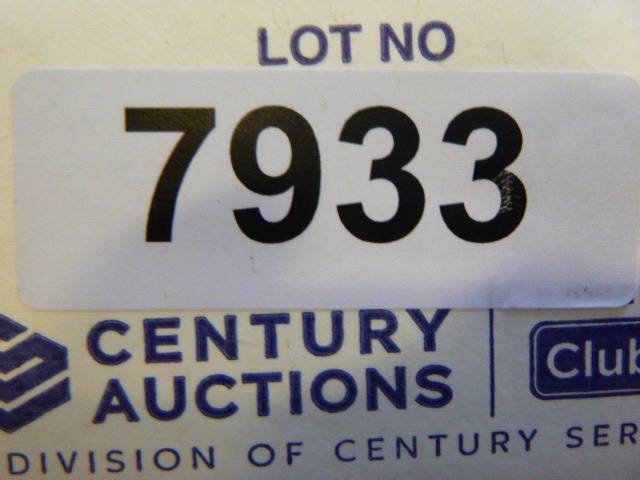 LOT NO
7933
CENTURY
AUCTIONS
Club
DIVISION OF CENTURY SER